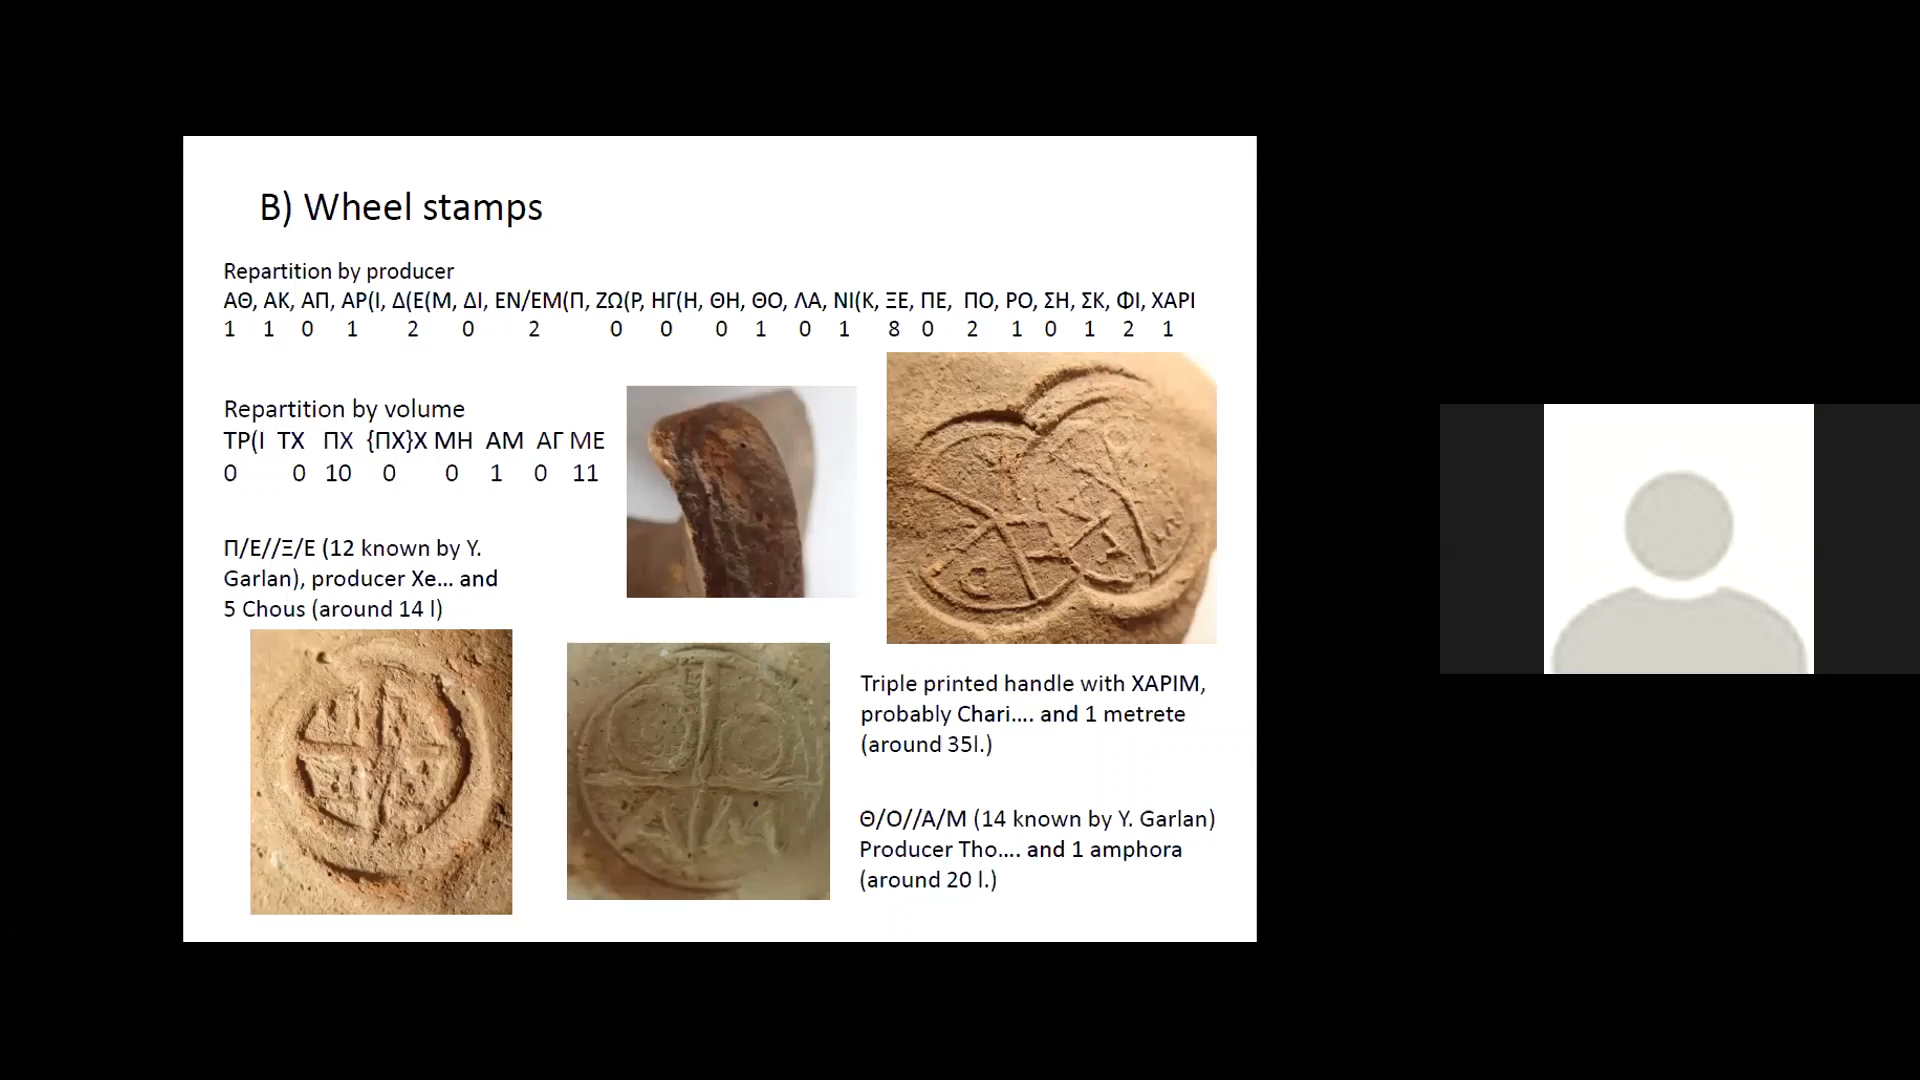 B) Wheel stamps
Repartition by producer
ΑΘ, ΑΚ, ΑΠ, ΑΡ(Ι, Δ(Ε(Μ, ΔΙ, ΕΝ/ΕΜ(Π, ΖΩ(Ρ, ΗΓ(Η, ΘΗ, ΘΟ, ΛΑ, ΝΙ(Κ, ΞΕ, ΠΕ, ΠΟ, ΡΟ, ΣΗ, ΣΚ, ΦΙ, ΧΑΡΙ
1 1 0 1 2 0 2 0 0 0 1 0 1 8 0 2 1 0 1 2 1
Repartition by volume
ΤΡ(Ι ΤΧ ΠΧ {ΠΧ}Χ ΜΗ ΑΜ ΑΓ ΜΕ
0 0 10 0 0 1 0 11
Π/Ε//Ξ/Ε (12 known by Y.
Garlan), producer Xe... and
5 Chous (around 14 l)
Triple printed handle with ΧΑΡΙΜ,
probably Chari.... and 1 metrete
(around 35l.)
Θ/Ο//Α/Μ (14 known by Y. Garlan)
Producer Tho.... and 1 amphora
(around 20 l.)